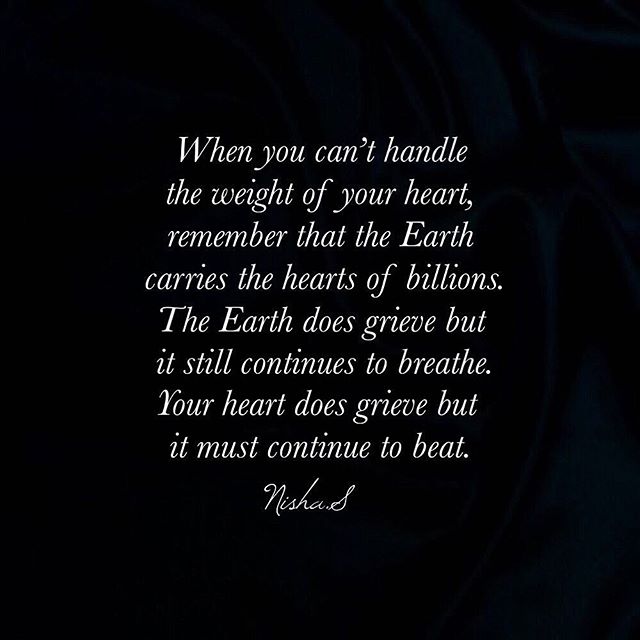 When you can't handle
the weight of your heart,
remember that the Earth
carries the hearts of billions.
The Earth does grieve but
it still continues to breathe.
Your heart does grieve but
it must continue to beat.
Nisha.S